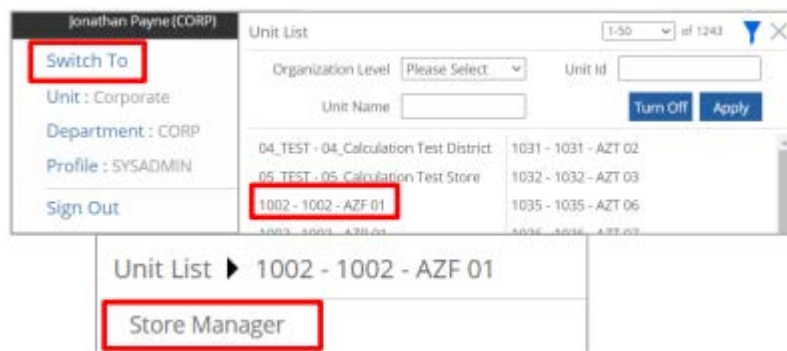 Jonathan Payne (CORP)
Switch To
Unit : Corporate
Department : CORP
Profile : SYSADMIN
Sign Out
Unit List
1-50 of 1243
Organization Level Please Select Unit Id
Unit Name Turn Off Apply
04_TEST - 04_Calculation Test District 1031 - 1031 - AZT 02
05_TEST - 05_Calculation Test Store 1032 - 1032 - AZT 03
1002 - 1002 - AZF 01 1035 - 1035 - AZT 06
Unit List 1002 - 1002 - AZF 01
Store Manager